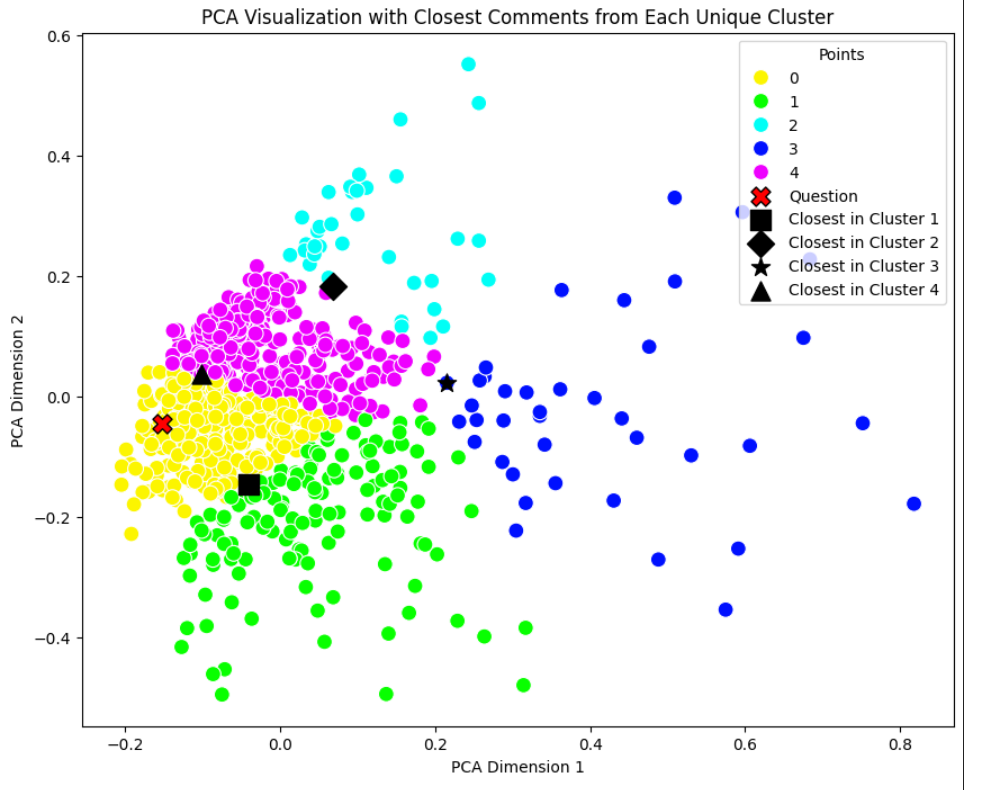 PCA Visualization with Closest Comments from Each Unique Cluster
0.6
0.4
0.2
0.0
−0.2
−0.4
PCA Dimension 2
Points
0
1
2
3
4
Question
Closest in Cluster 1
Closest in Cluster 2
Closest in Cluster 3
Closest in Cluster 4
−0.2
0.0
0.2
0.4
0.6
0.8
PCA Dimension 1